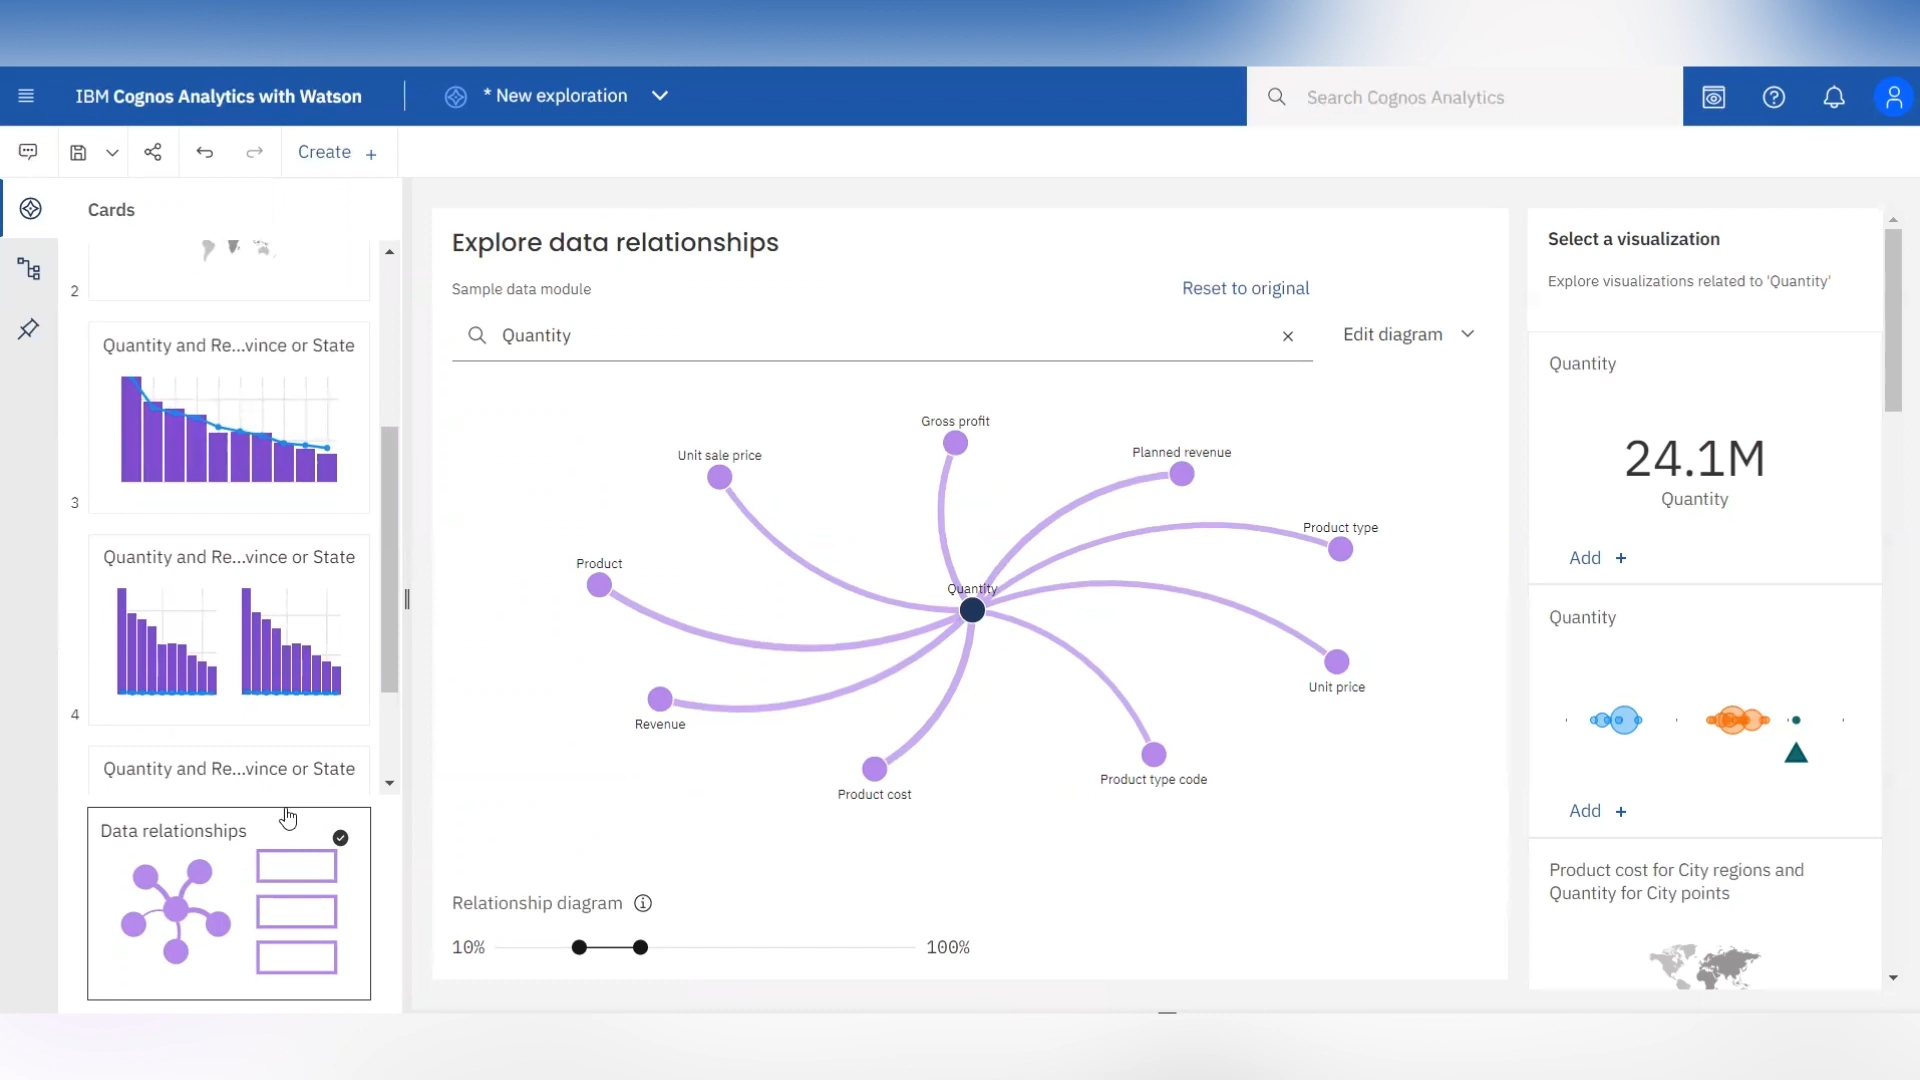 IBM Cognos Analytics with Watson
* New exploration
Search Cognos Analytics
Create +
Cards
2
Quantity and Re...vince or State
3
Quantity and Re...vince or State
4
Quantity and Re...vince or State
Data relationships
Explore data relationships
Sample data module
Reset to original
Quantity
Edit diagram
Gross profit
Unit sale price
Planned revenue
Product type
Product
Quantity
Unit price
Revenue
Product type code
Product cost
Relationship diagram
10%
100%
Select a visualization
Explore visualizations related to 'Quantity'
Quantity
24.1M
Quantity
Add +
Quantity
Add +
Product cost for City regions and
Quantity for City points